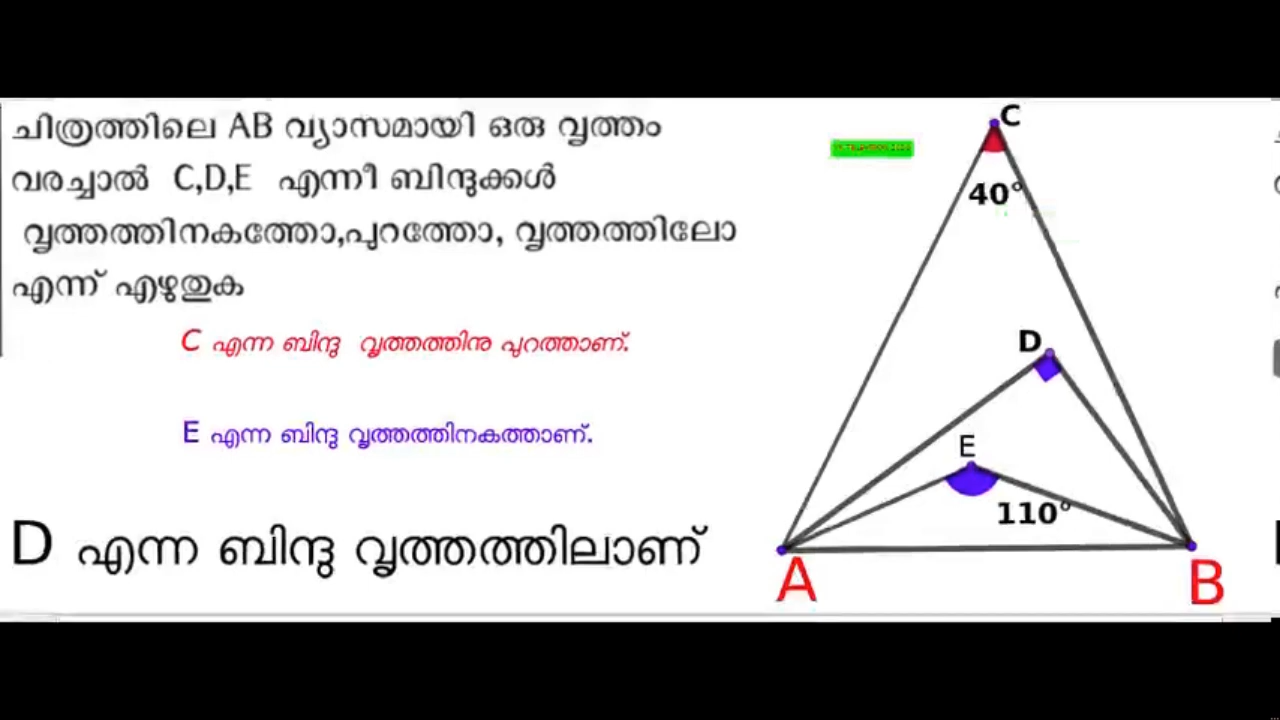 ചിത്രത്തിലെ AB വ്യാസമായി ഒരു വൃത്തം
വരച്ചാൽ C,D,E എന്നീ ബിന്ദുക്കൾ
വൃത്തത്തിനകത്തോ,പുറത്തോ, വൃത്തത്തിലോ
എന്ന് എഴുതുക
C എന്ന ബിന്ദു വൃത്തത്തിനു പുറത്താണ്.
E എന്ന ബിന്ദു വൃത്തത്തിനകത്താണ്.
D എന്ന ബിന്ദു വൃത്തത്തിലാണ്
C
40°
D
E
110°
A
B